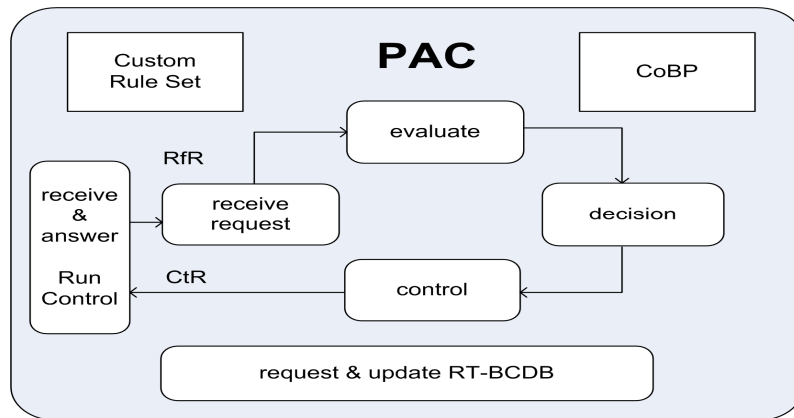 PAC
Custom
Rule Set
CoBP
evaluate
RfR
receive
&
answer
Run
Control
receive
request
decision
CtR
control
request & update RT-BCDB